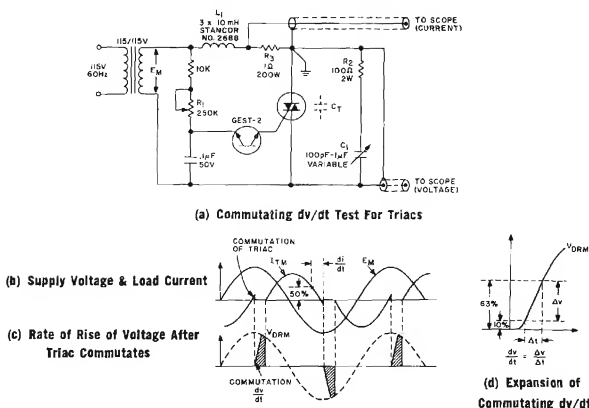 L1
3 x 10mH
STANCOR
NO. 2688
TO SCOPE
(CURRENT)
115/115V
115V
60Hz
EM
10K
R3
1Ω
200W
R2
100Ω
2W
R1
250K
GEST-2
CT
.1μF
50V
C1
100pF-1μF
VARIABLE
TO SCOPE
(VOLTAGE)
(a) Commutating dv/dt Test For Triacs
COMMUTATION
OF TRIAC
ITM
di
dt
EM
50%
(b) Supply Voltage & Load Current
(c) Rate of Rise of Voltage After
Triac Commutates
VDRM
COMMUTATION
dv
dt
VDRM
63%
10%
Δv
Δt
dv/dt = Δv/Δt
(d) Expansion of
Commutating dv/dt